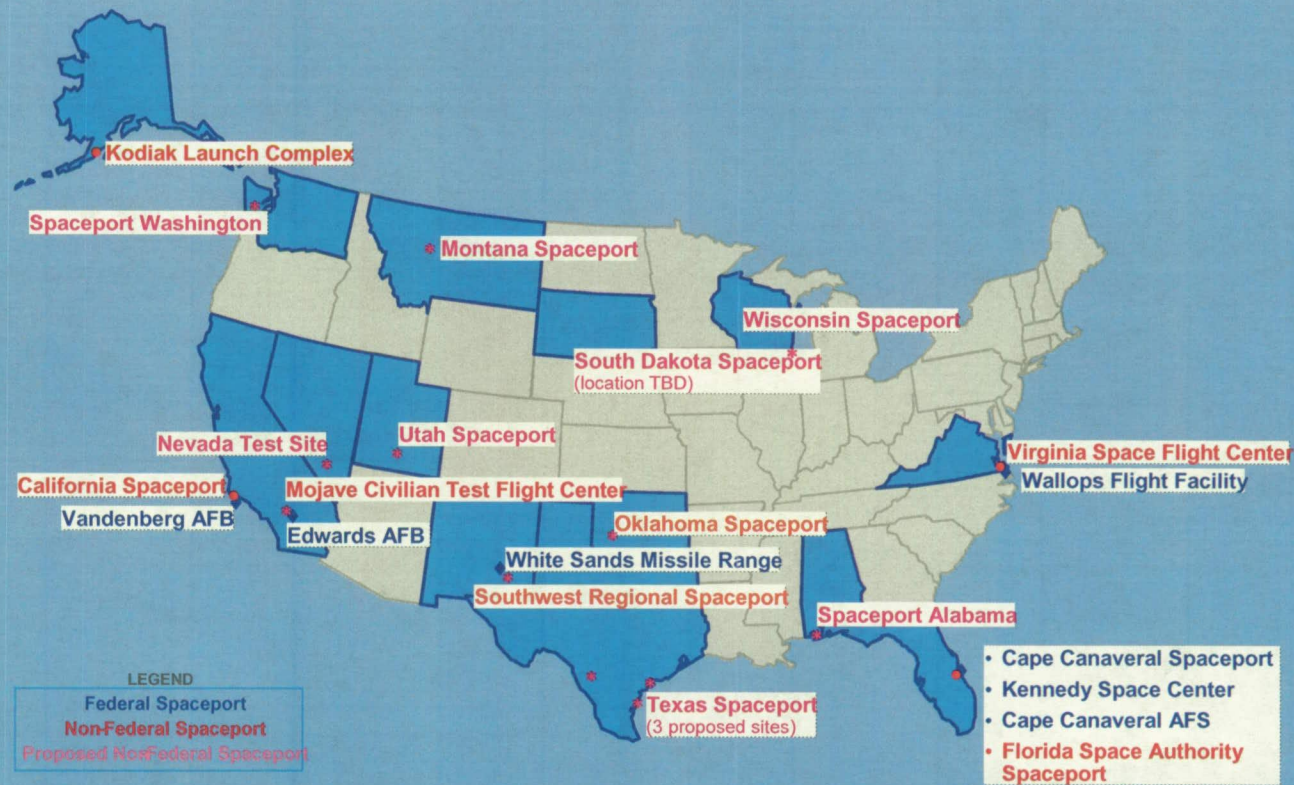 Kodiak Launch Complex
Spaceport Washington
Montana Spaceport
Wisconsin Spaceport
South Dakota Spaceport
(location TBD)
Utah Spaceport
Nevada Test Site
California Spaceport
Vandenberg AFB
Mojave Civilian Test Flight Center
Edwards AFB
Oklahoma Spaceport
White Sands Missile Range
Southwest Regional Spaceport
Virginia Space Flight Center
Wallops Flight Facility
Spaceport Alabama
Texas Spaceport
(3 proposed sites)
• Cape Canaveral Spaceport
• Kennedy Space Center
• Cape Canaveral AFS
• Florida Space Authority
Spaceport
LEGEND
Federal Spaceport
Non-Federal Spaceport
Proposed Non-Federal Spaceport